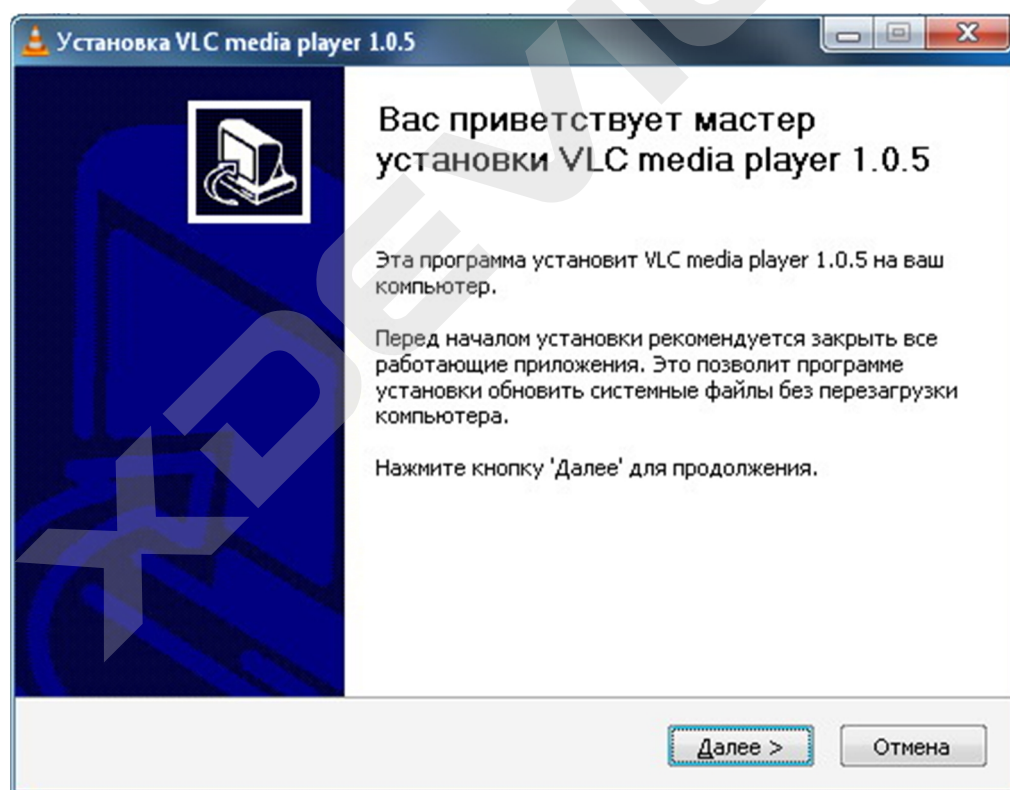 Установка VLC media player 1.0.5
Вас приветствует мастер
установки VLC media player 1.0.5
Эта программа установит VLC media player 1.0.5 на ваш
компьютер.
Перед началом установки рекомендуется закрыть все
работающие приложения. Это позволит программе
установки обновить системные файлы без перезагрузки
компьютера.
Нажмите кнопку 'Далее' для продолжения.
Далее >
Отмена
XDEVIC